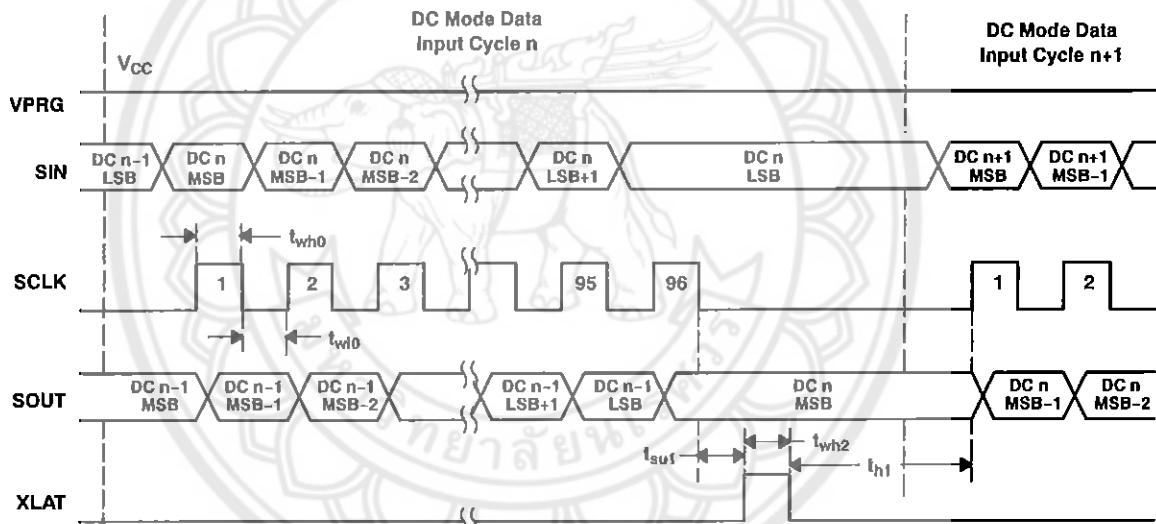 DC Mode Data
Input Cycle n
DC Mode Data
Input Cycle n+1
VCC
VPRG
SIN
DC n−1
LSB
DC n
MSB
DC n
MSB−1
DC n
MSB−2
DC n
LSB+1
DC n
LSB
DC n+1
MSB
DC n+1
MSB−1
twh0
SCLK
1
2
3
95
96
1
2
twl0
SOUT
DC n−1
MSB
DC n−1
MSB−1
DC n−1
MSB−2
DC n−1
LSB+1
DC n−1
LSB
DC n
MSB
DC n
MSB−1
DC n
MSB−2
tsu1
twh2
th1
XLAT